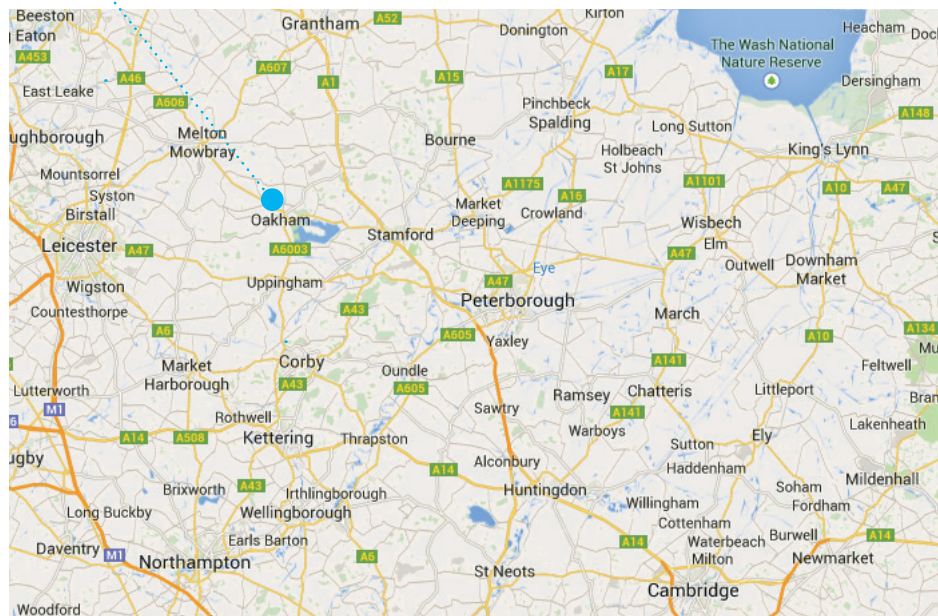 Beeston
Grantham
A52
Kirton
Donington
Heacham
Doc
Eaton
A453
A46
A607
A1
A15
A17
The Wash National
Nature Reserve
Dersingham
East Leake
A606
Pinchbeck
Spalding
A148
ughborough
Melton
Mowbray
Bourne
Long Sutton
King's Lynn
Holbeach
St Johns
Mountsorrel
Syston
Birstall
A1175
A16
A1101
A10
A47
Oakham
Market
Deeping
Crowland
Wisbech
Leicester
A47
A6003
Stamford
Elm
S
A47
Outwell
Downham
Market
Eye
Wigston
Uppingham
A47
Peterborough
Countesthorpe
A43
March
A6
A605
Yaxley
A10
A134
Mu
Market
Harborough
Corby
Oundle
A141
Feltwell
Lutterworth
A43
A605
Ramsey
Chatteris
Littleport
Bran
M1
6
Rothwell
Sawtry
A141
Lakenheath
A14
A508
Kettering
Thrapston
Warboys
Ely
Sutton
ugby
A14
Alconbury
Haddenham
Mildenhall
Brixworth
A43
Irthlingborough
Huntingdon
Soham
Fordham
Long Buckby
Wellingborough
Willingham
Cottenham
Daventry
M1
Earls Barton
A6
A14
Waterbeach
Milton
Burwell
A14
Northampton
Newmarket
St Neots
Cambridge
Woodford